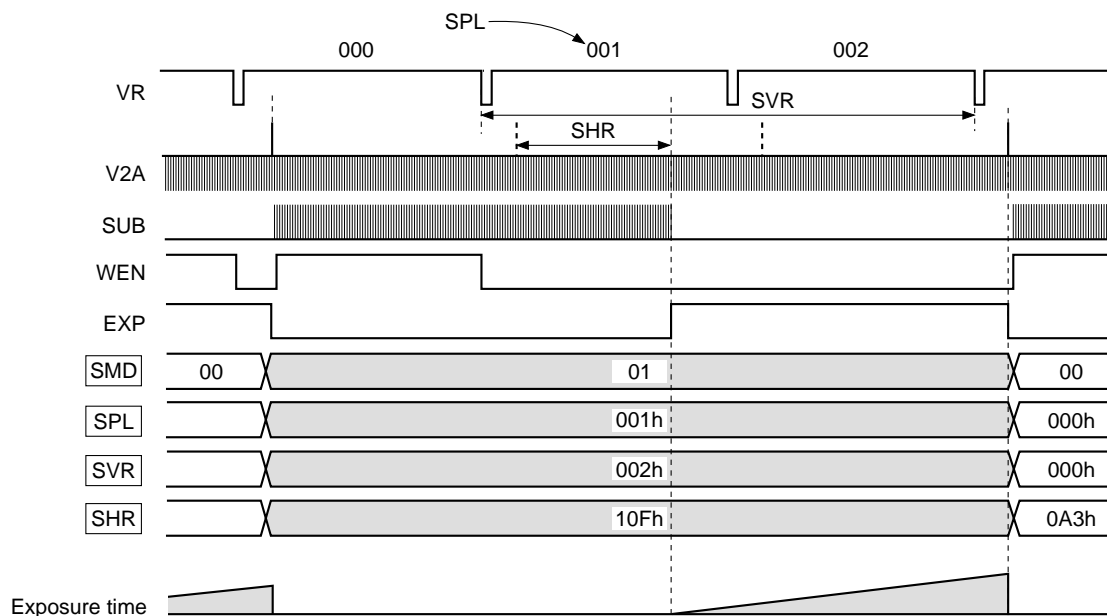 SPL
000 001 002
VR
SVR
SHR
V2A
SUB
WEN
EXP
SMD 00 01 00
SPL 001h 000h
SVR 002h 000h
SHR 10Fh 0A3h
Exposure time